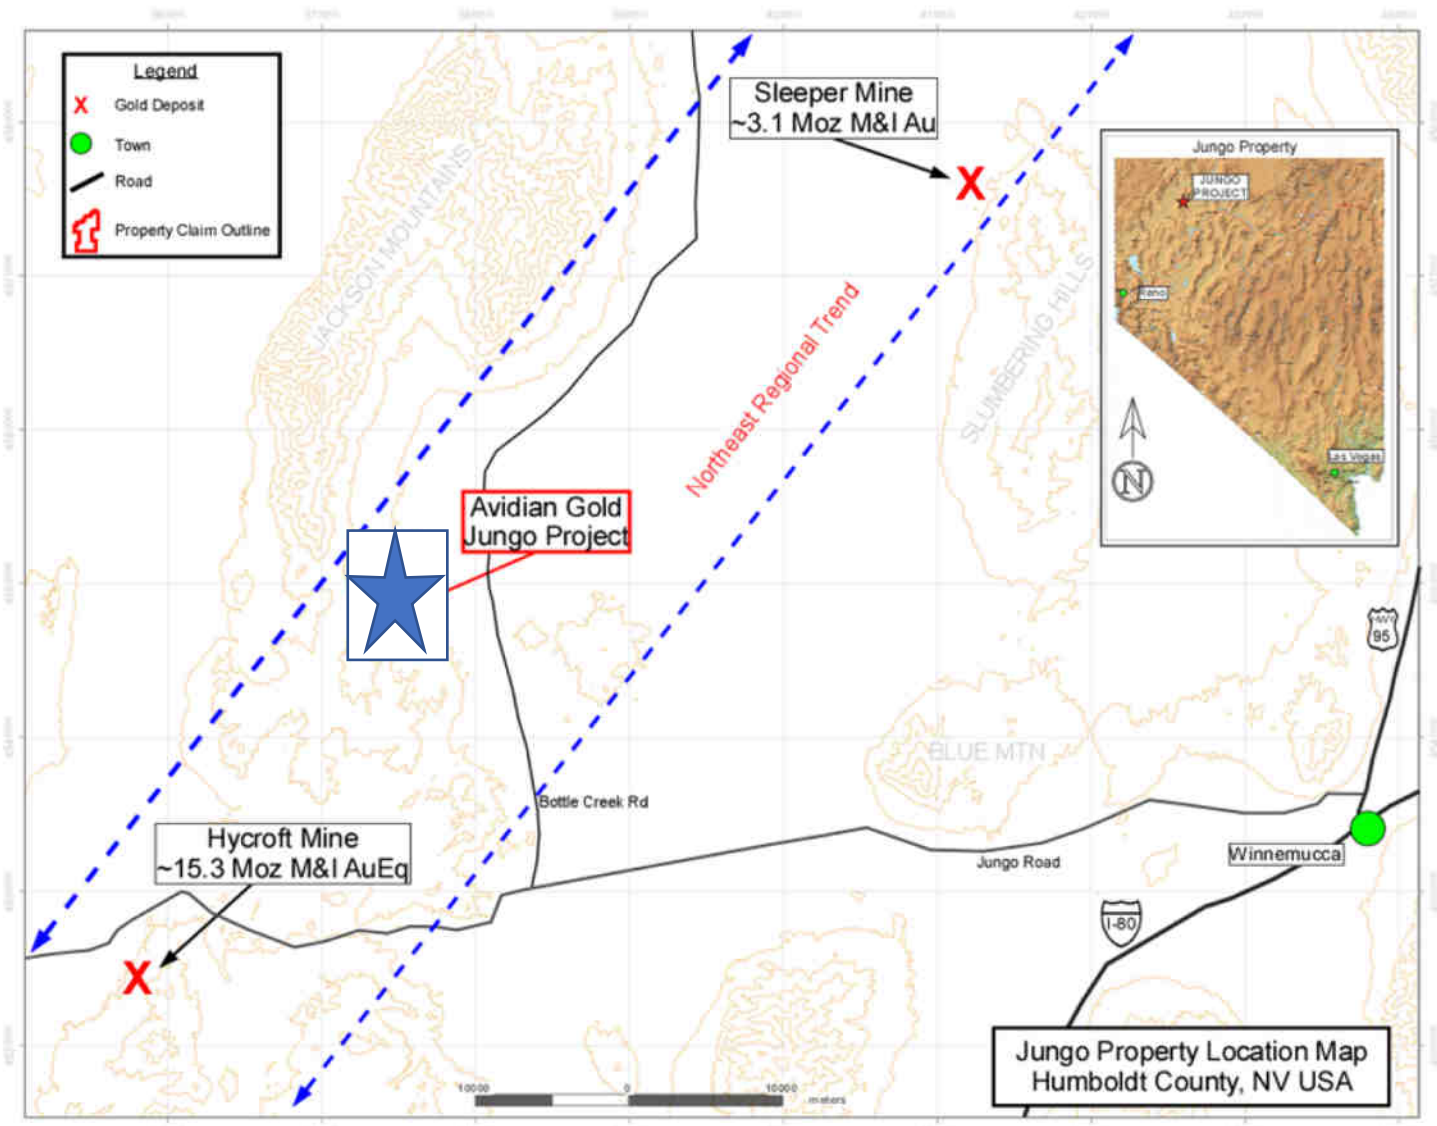 Legend
X Gold Deposit
Town
Road
Property Claim Outline
JACKSON MOUNTAINS
Sleeper Mine
~3.1 Moz M&I Au
X
Jungo Property
JUNGO
PROJECT
Reno
Las Vegas
N
Northeast Regional Trend
SLUMBERING HILLS
Avidian Gold
Jungo Project
95
BLUE MTN
Bottle Creek Rd
Hycroft Mine
~15.3 Moz M&I AuEq
X
Jungo Road
Winnemucca
I-80
Jungo Property Location Map
Humboldt County, NV USA
10000 0 10000
meters